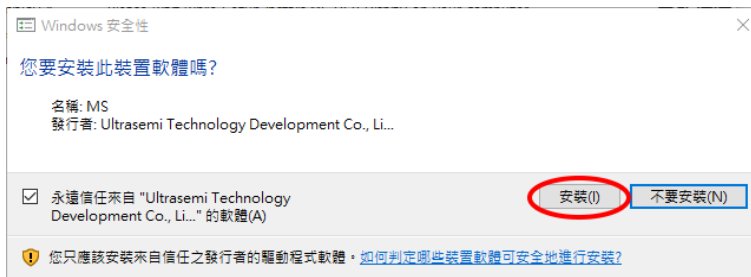 Windows 安全性
您要安裝此裝置軟體嗎?
名稱: MS
發行者: Ultrasemi Technology Development Co., Li...
永遠信任來自 "Ultrasemi Technology
Development Co., Li..." 的軟體(A)
安裝(I)
不要安裝(N)
您只應該安裝來自信任之發行者的驅動程式軟體。如何判定哪些裝置軟體可安全地進行安裝?